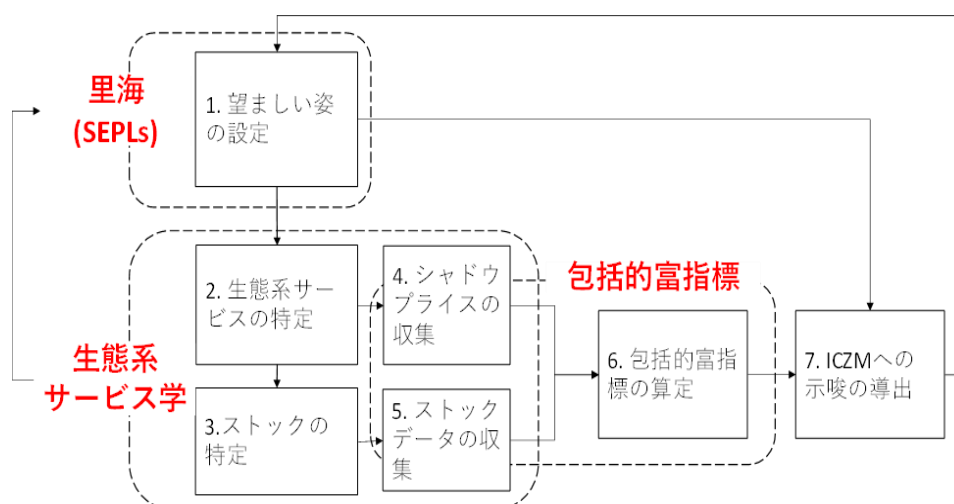 里海
(SEPLs)
1. 望ましい姿
の設定
2. 生態系サー
ビスの特定
4. シャドウ
プライスの
収集
包括的富指標
生態系
サービス学
3.ストックの
特定
5. ストック
データの収
集
6. 包括的富指
標の算定
7. ICZMへの
示唆の導出